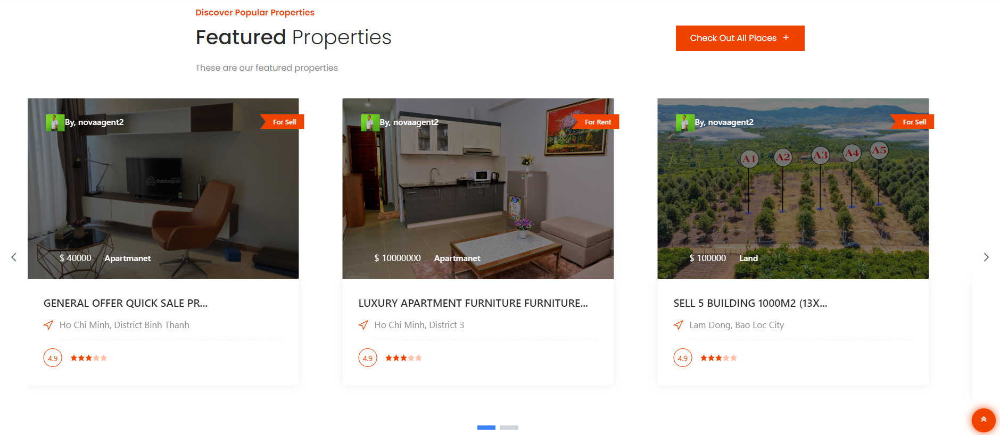 Discover Popular Properties
Featured Properties
Check Out All Places +
These are our featured properties
By, novaagent2
For Sell
Batdongsan
$ 40000 Apartmanet
GENERAL OFFER QUICK SALE PR...
Ho Chi Minh, District Binh Thanh
4.9
By, novaagent2
For Rent
Batdongsan
$ 10000000 Apartmanet
LUXURY APARTMENT FURNITURE FURNITURE...
Ho Chi Minh, District 3
4.9
By, novaagent2
For Sell
A1 A2 A3 A4 A5
$ 100000 Land
SELL 5 BUILDING 1000M2 (13X...
Lam Dong, Bao Loc City
4.9